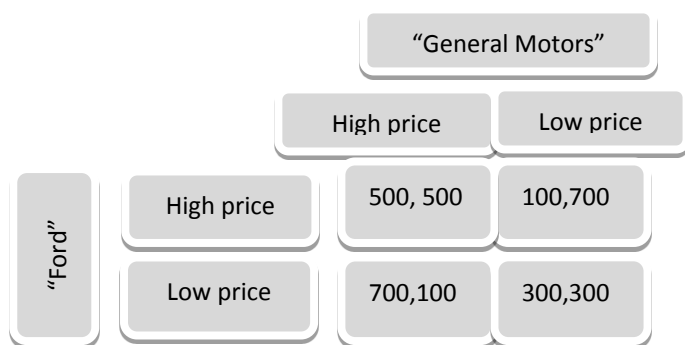 “General Motors”
High price Low price
“Ford”
High price 500, 500 100,700
Low price 700,100 300,300